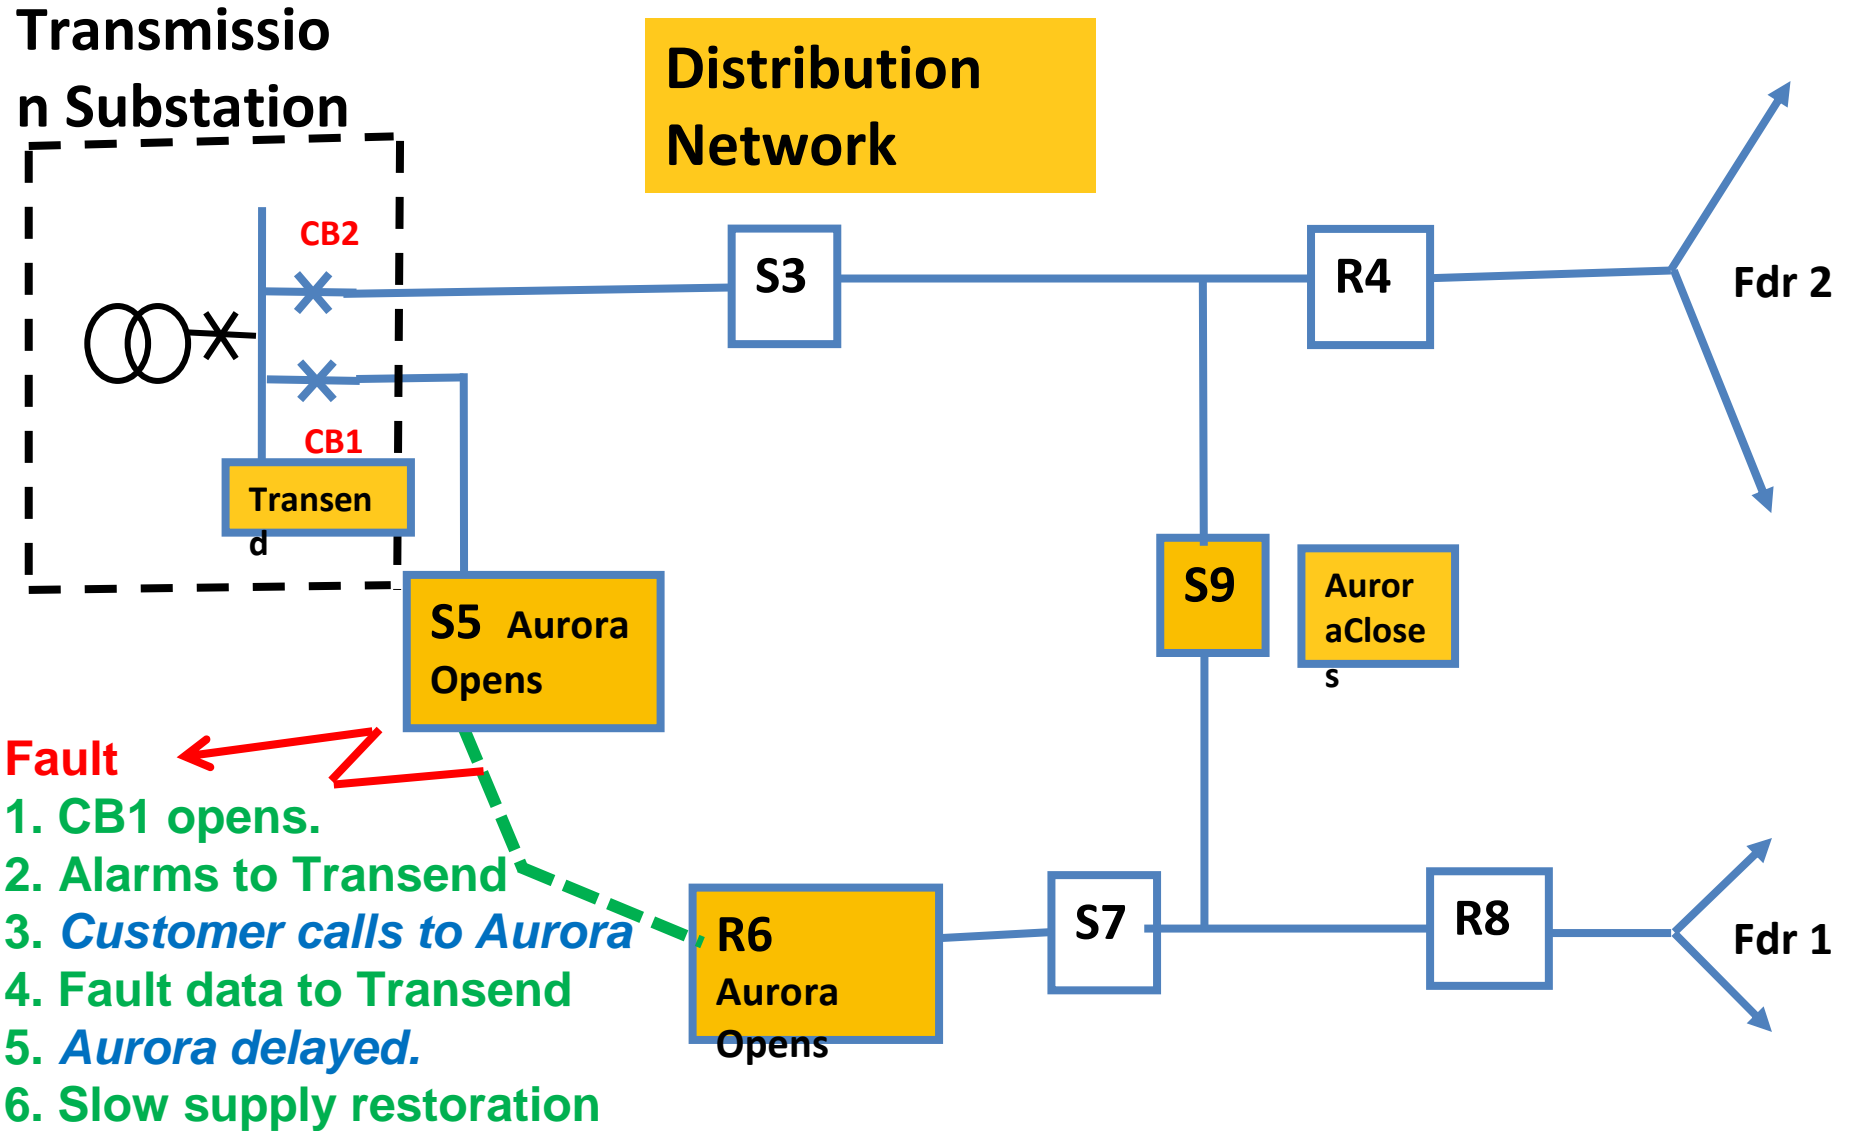 Transmissio
n Substation
Distribution
Network
CB2
S3
R4
Fdr 2
CB1
Transen
d
S9
Auror
aClose
s
S5 Aurora
Opens
Fault
1. CB1 opens.
2. Alarms to Transend
3. Customer calls to Aurora
4. Fault data to Transend
5. Aurora delayed.
6. Slow supply restoration
R6
Aurora
Opens
S7
R8
Fdr 1